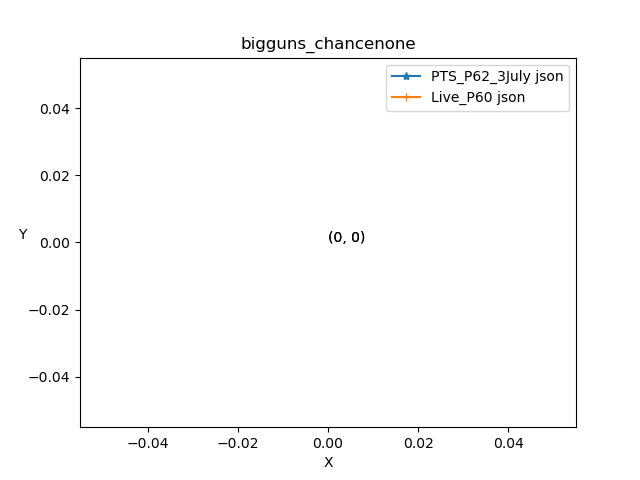 bigguns_chancenone
PTS_P62_3July json
Live_P60 json
0.04
0.02
0.00
−0.02
−0.04
Y
(0, 0)
−0.04 −0.02 0.00 0.02 0.04
X